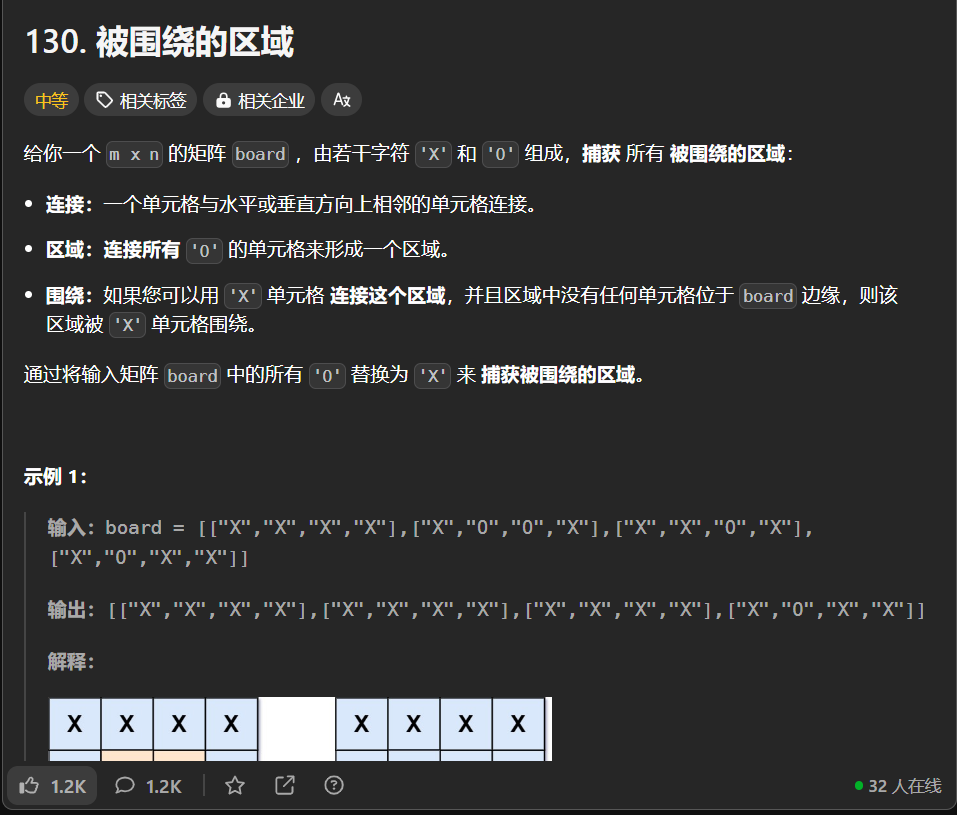 130. 被围绕的区域
中等 相关标签 相关企业
给你一个 m x n 的矩阵 board ，由若干字符 'X' 和 'O' 组成，捕获 所有 被围绕的区域：
连接：一个单元格与水平或垂直方向上相邻的单元格连接。
区域：连接所有 'O' 的单元格来形成一个区域。
围绕：如果您可以用 'X' 单元格 连接这个区域，并且区域中没有任何单元格位于 board 边缘，则该
区域被 'X' 单元格围绕。
通过将输入矩阵 board 中的所有 'O' 替换为 'X' 来 捕获被围绕的区域。
示例 1：
输入：board = [["X","X","X","X"],["X","O","O","X"],["X","X","O","X"],
["X","O","X","X"]]
输出：[["X","X","X","X"],["X","X","X","X"],["X","X","X","X"],["X","O","X","X"]]
解释：
X X X X X X X X
1.2K 1.2K 32 人在线